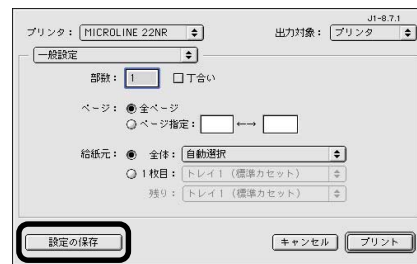 J1-8.7.1
プリンタ： MICROLINE 22NR 出力対象： プリンタ
一般設定
部数： 1 丁合い
ページ： 全ページ
ページ指定： ←→
給紙元： 全体： 自動選択
1枚目： トレイ1（標準カセット）
残り： トレイ1（標準カセット）
設定の保存 キャンセル プリント